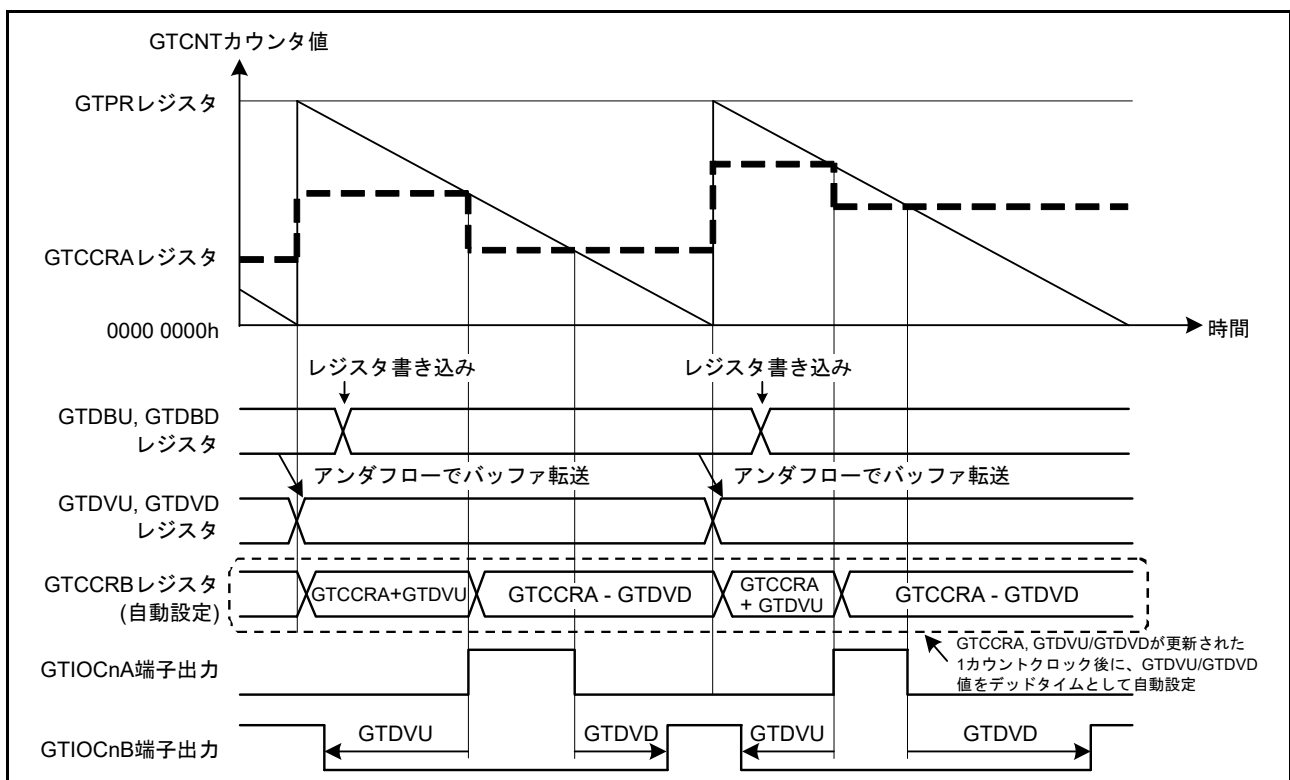 GTCNTカウンタ値
GTPRレジスタ
GTCCRAレジスタ
0000 0000h
時間
レジスタ書き込み
レジスタ書き込み
GTDBU, GTDBD
レジスタ
アンダフローでバッファ転送
アンダフローでバッファ転送
GTDVU, GTDVD
レジスタ
GTCCRBレジスタ
(自動設定)
GTCCRA+GTDVU
GTCCRA - GTDVD
GTCCRA
+ GTDVU
GTCCRA - GTDVD
GTCCRA, GTDVU/GTDVDが更新された
1カウントクロック後に、GTDVU/GTDVD
値をデッドタイムとして自動設定
GTIOCnA端子出力
GTIOCnB端子出力
GTDVU
GTDVD
GTDVU
GTDVD